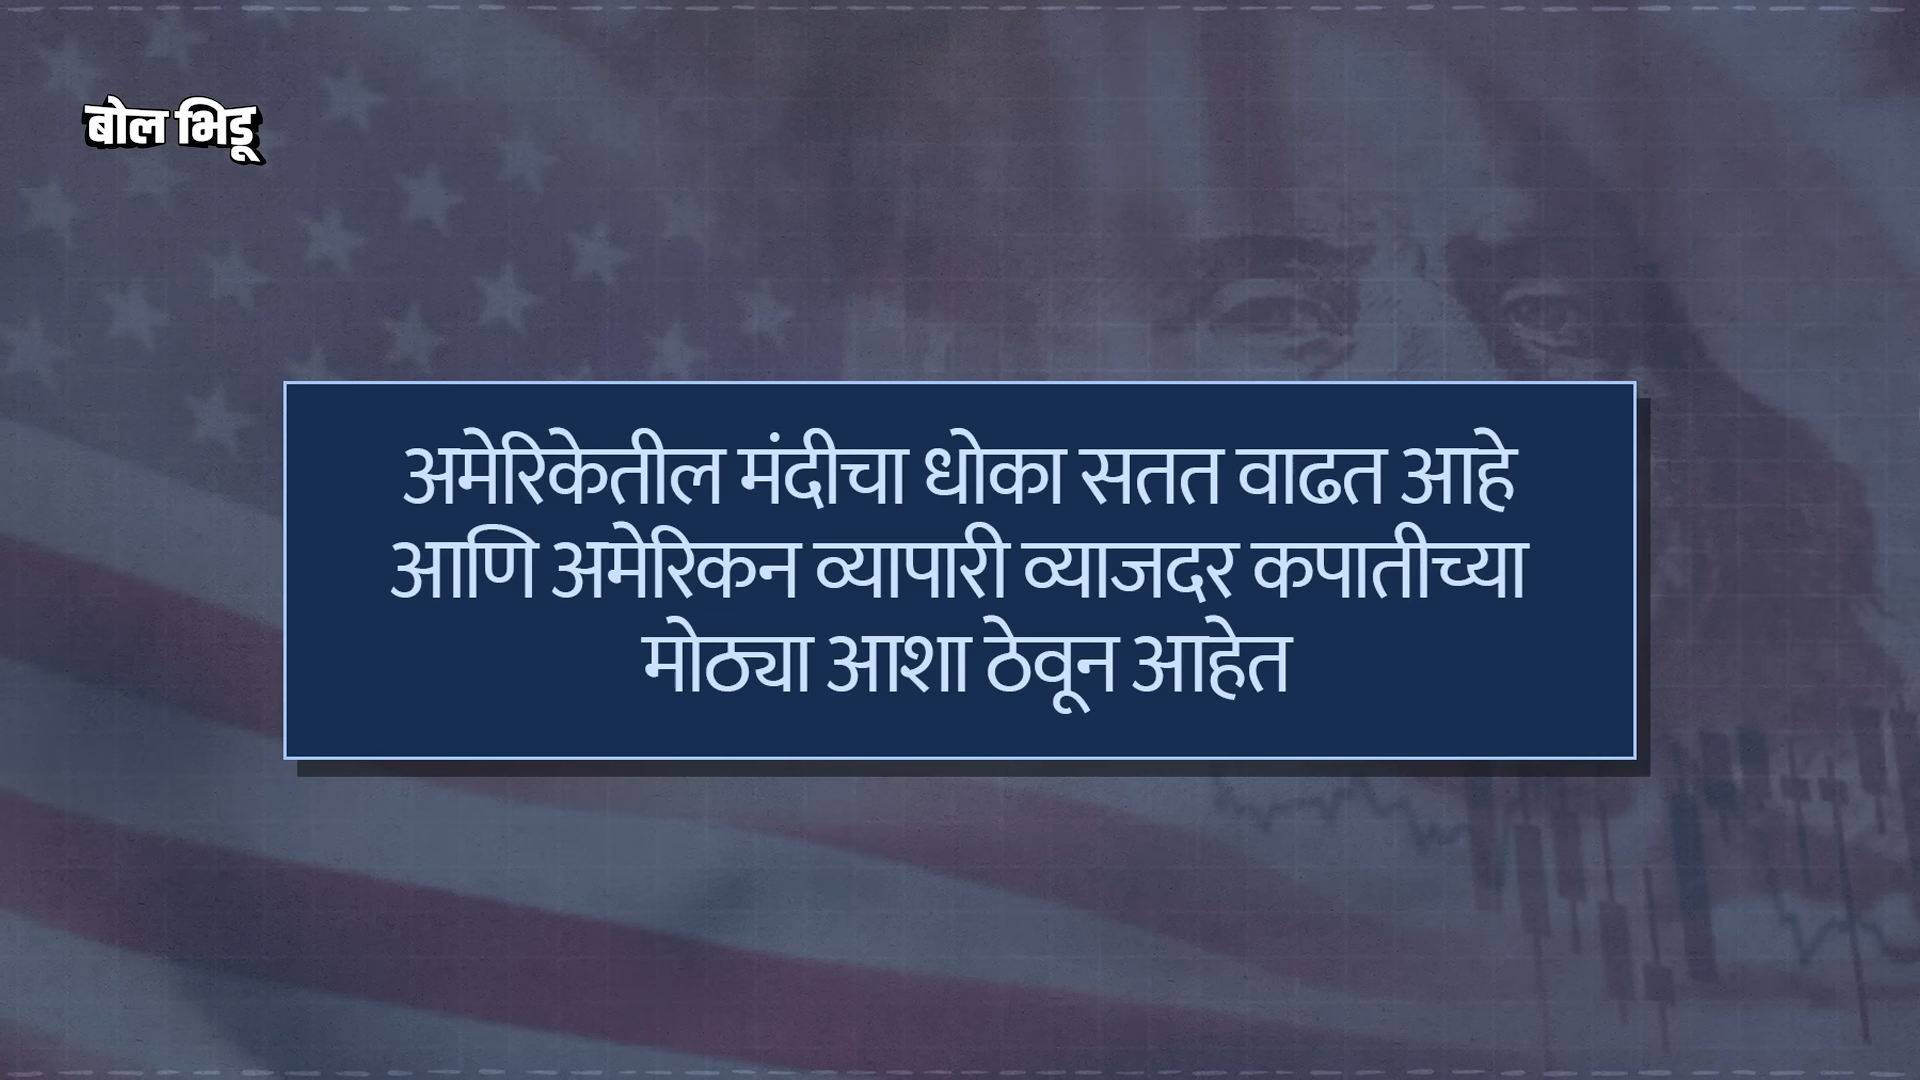 बोल भिडू
अमेरिकेतील मंदीचा धोका सतत वाढत आहे
आणि अमेरिकन व्यापारी व्याजदर कपातीच्या
मोठ्या आशा ठेवून आहेत